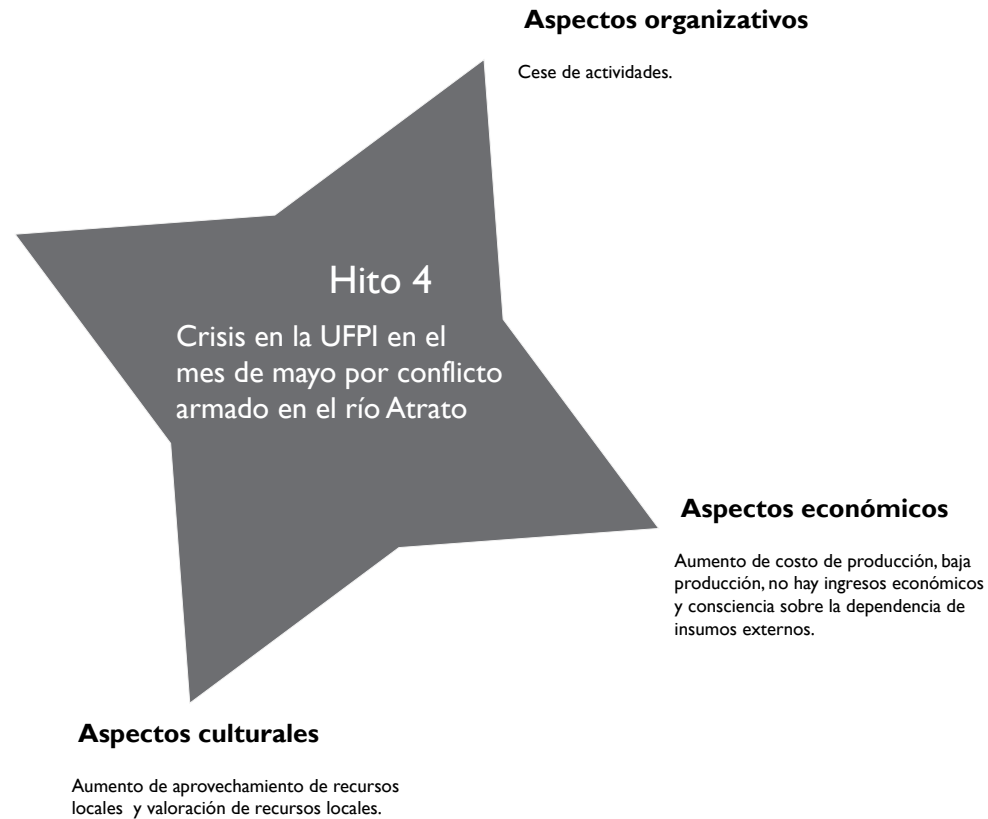 Aspectos organizativos
Cese de actividades.
Hito 4
Crisis en la UFPI en el
mes de mayo por conflicto
armado en el río Atrato
Aspectos económicos
Aumento de costo de producción, baja
producción, no hay ingresos económicos
y consciencia sobre la dependencia de
insumos externos.
Aspectos culturales
Aumento de aprovechamiento de recursos
locales y valoración de recursos locales.